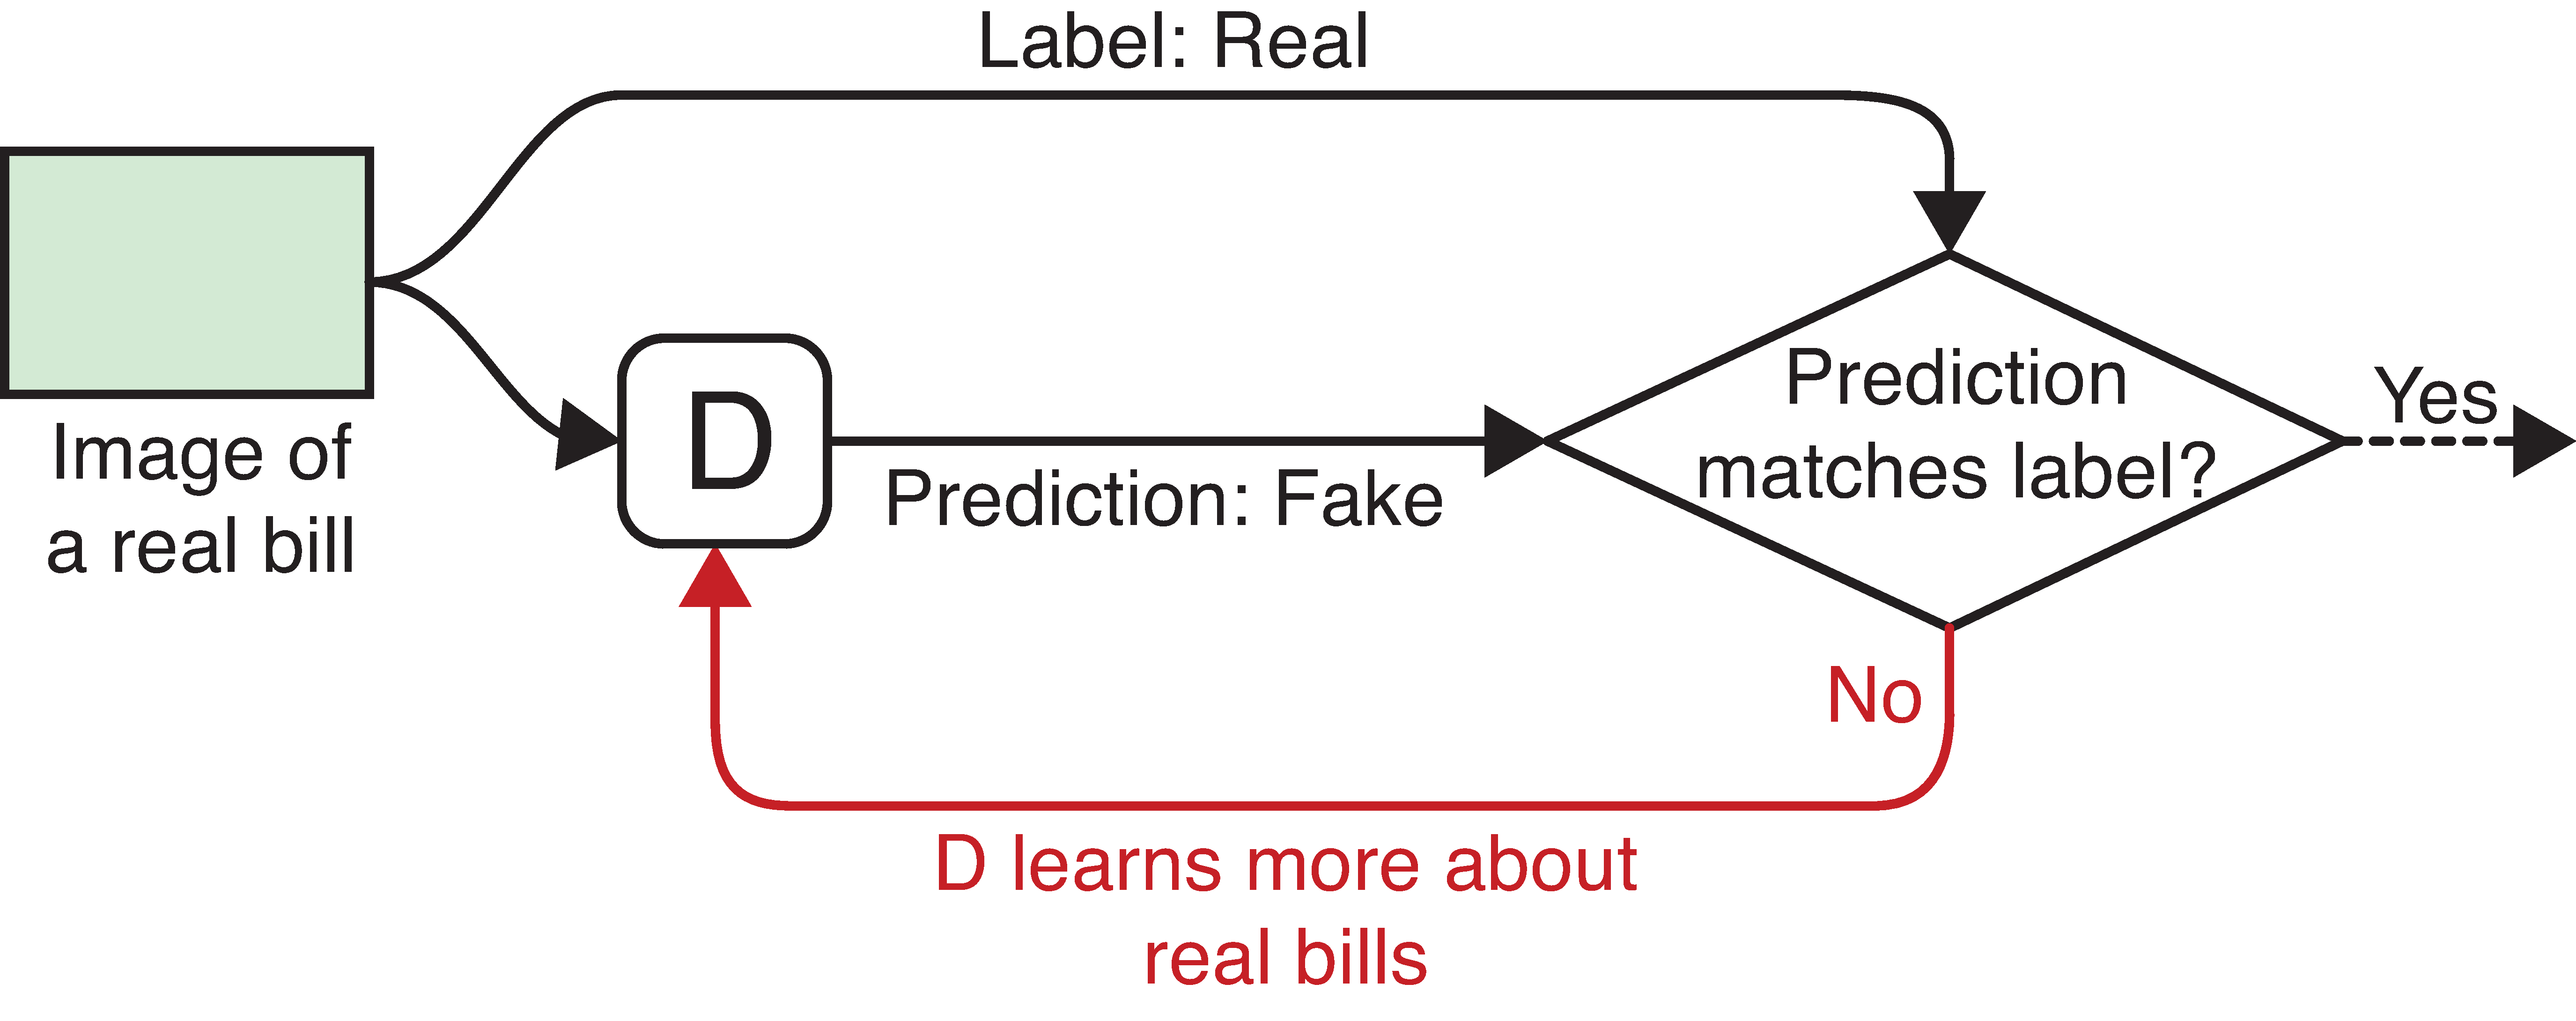 Label: Real
Image of
a real bill
D
Prediction: Fake
Prediction
matches label?
Yes
No
D learns more about
real bills